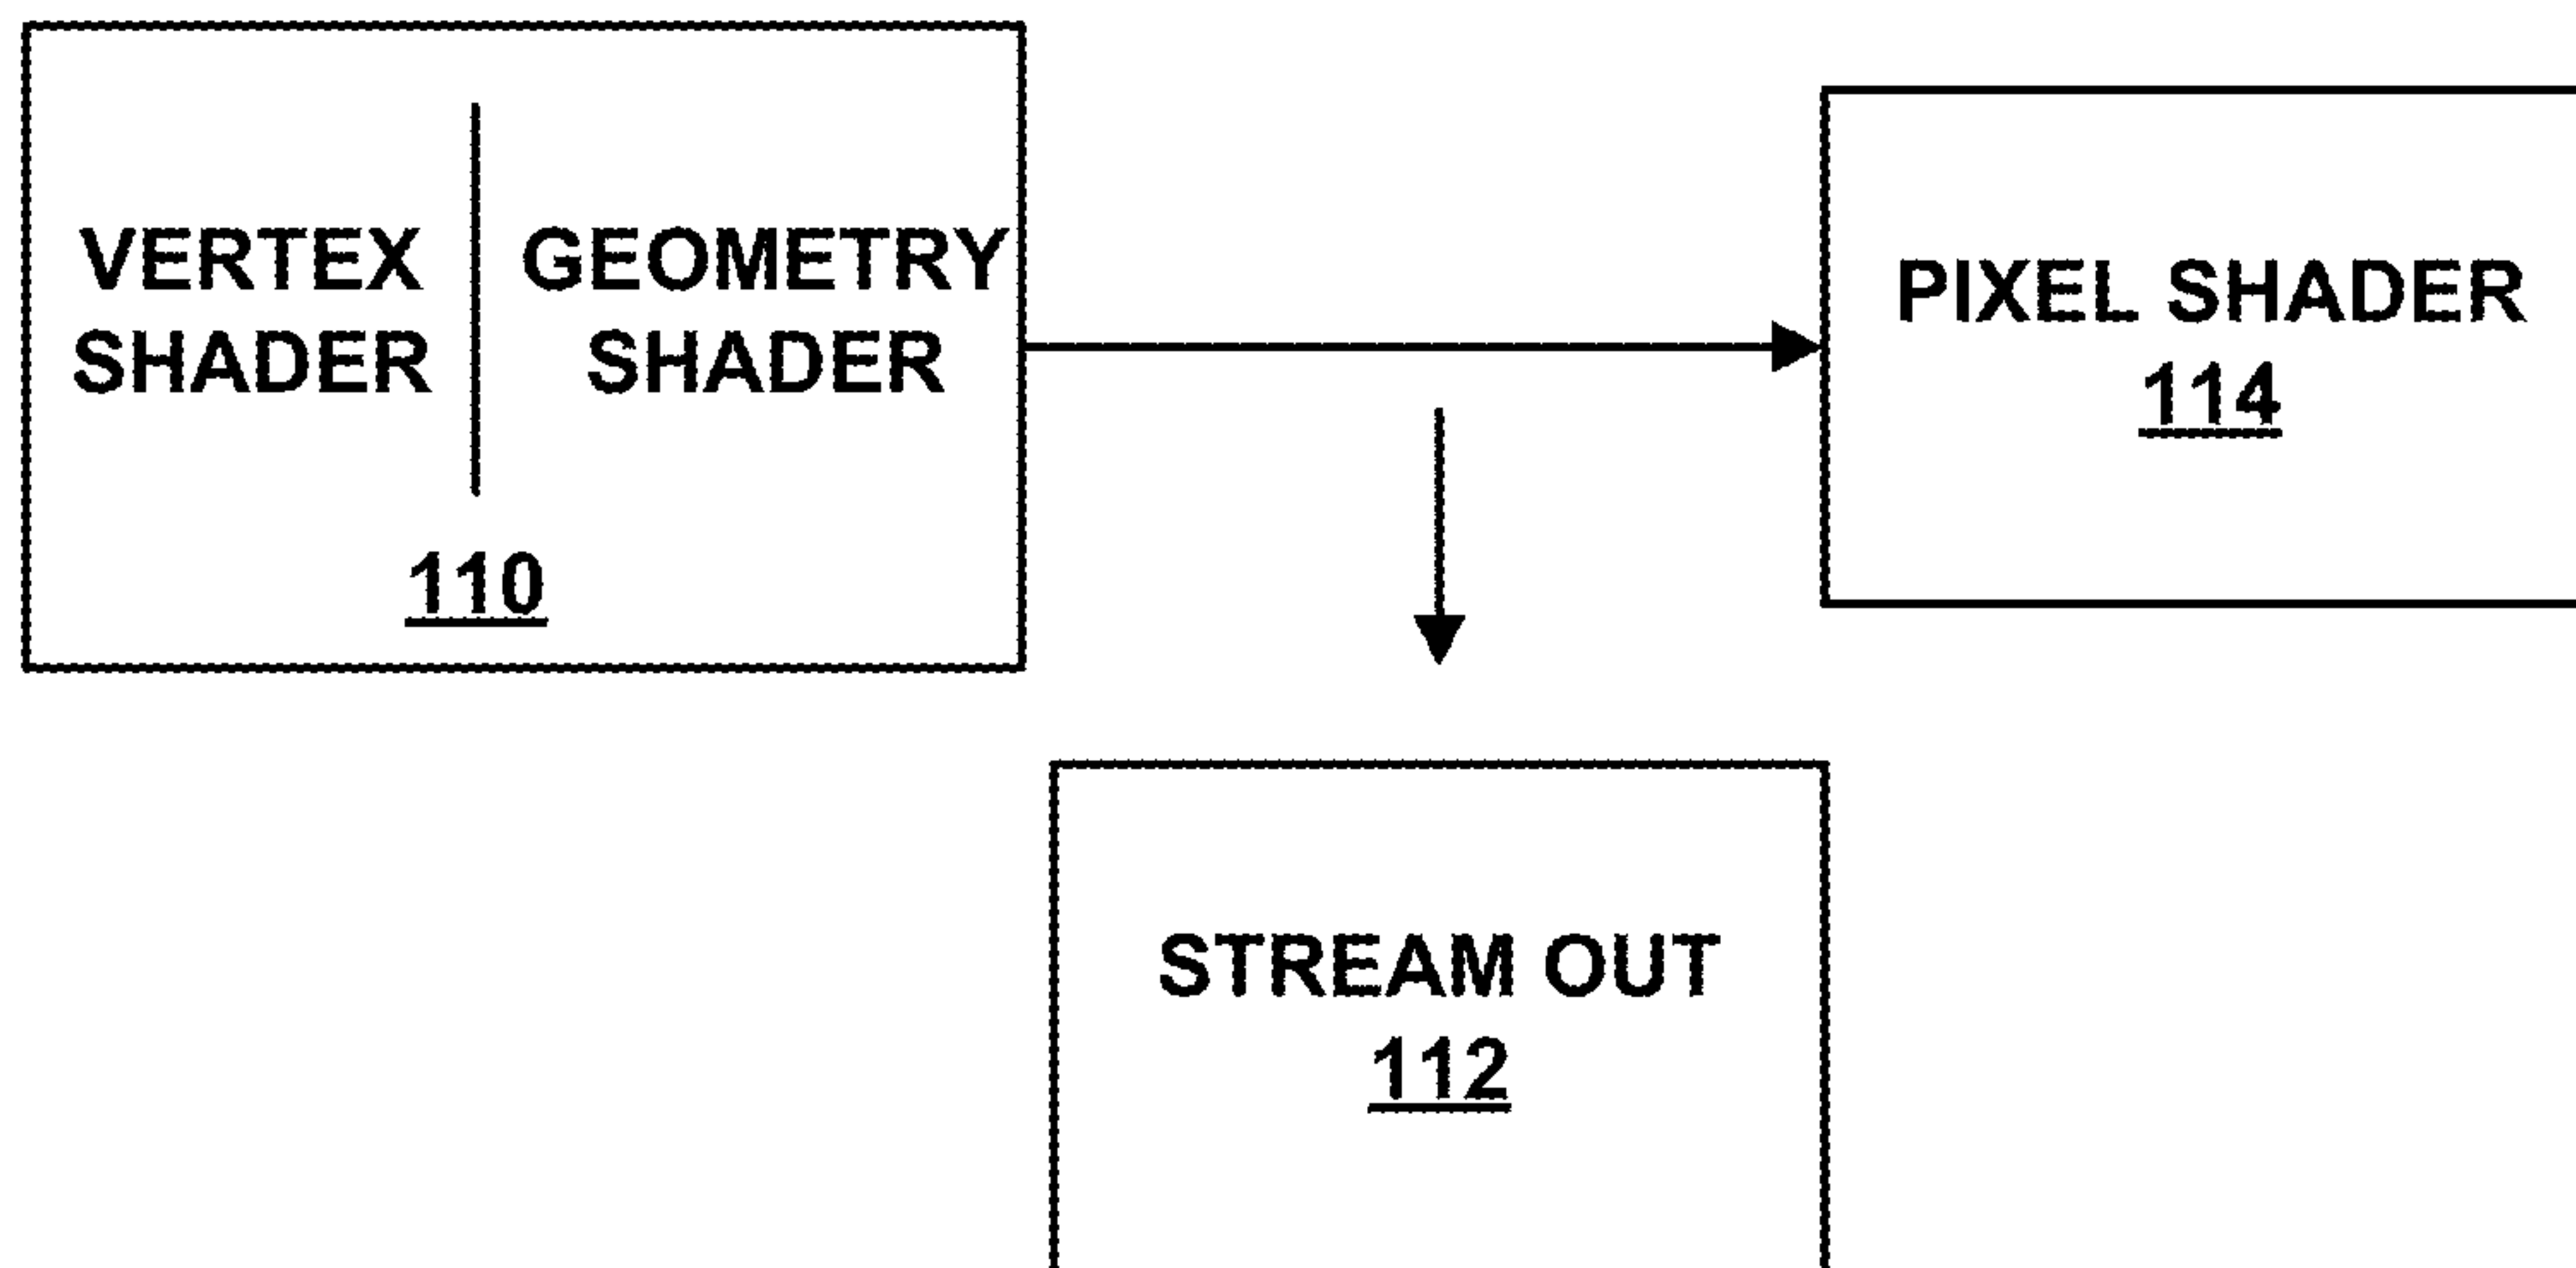 VERTEX
SHADER
GEOMETRY
SHADER
110
PIXEL SHADER
114
STREAM OUT
112